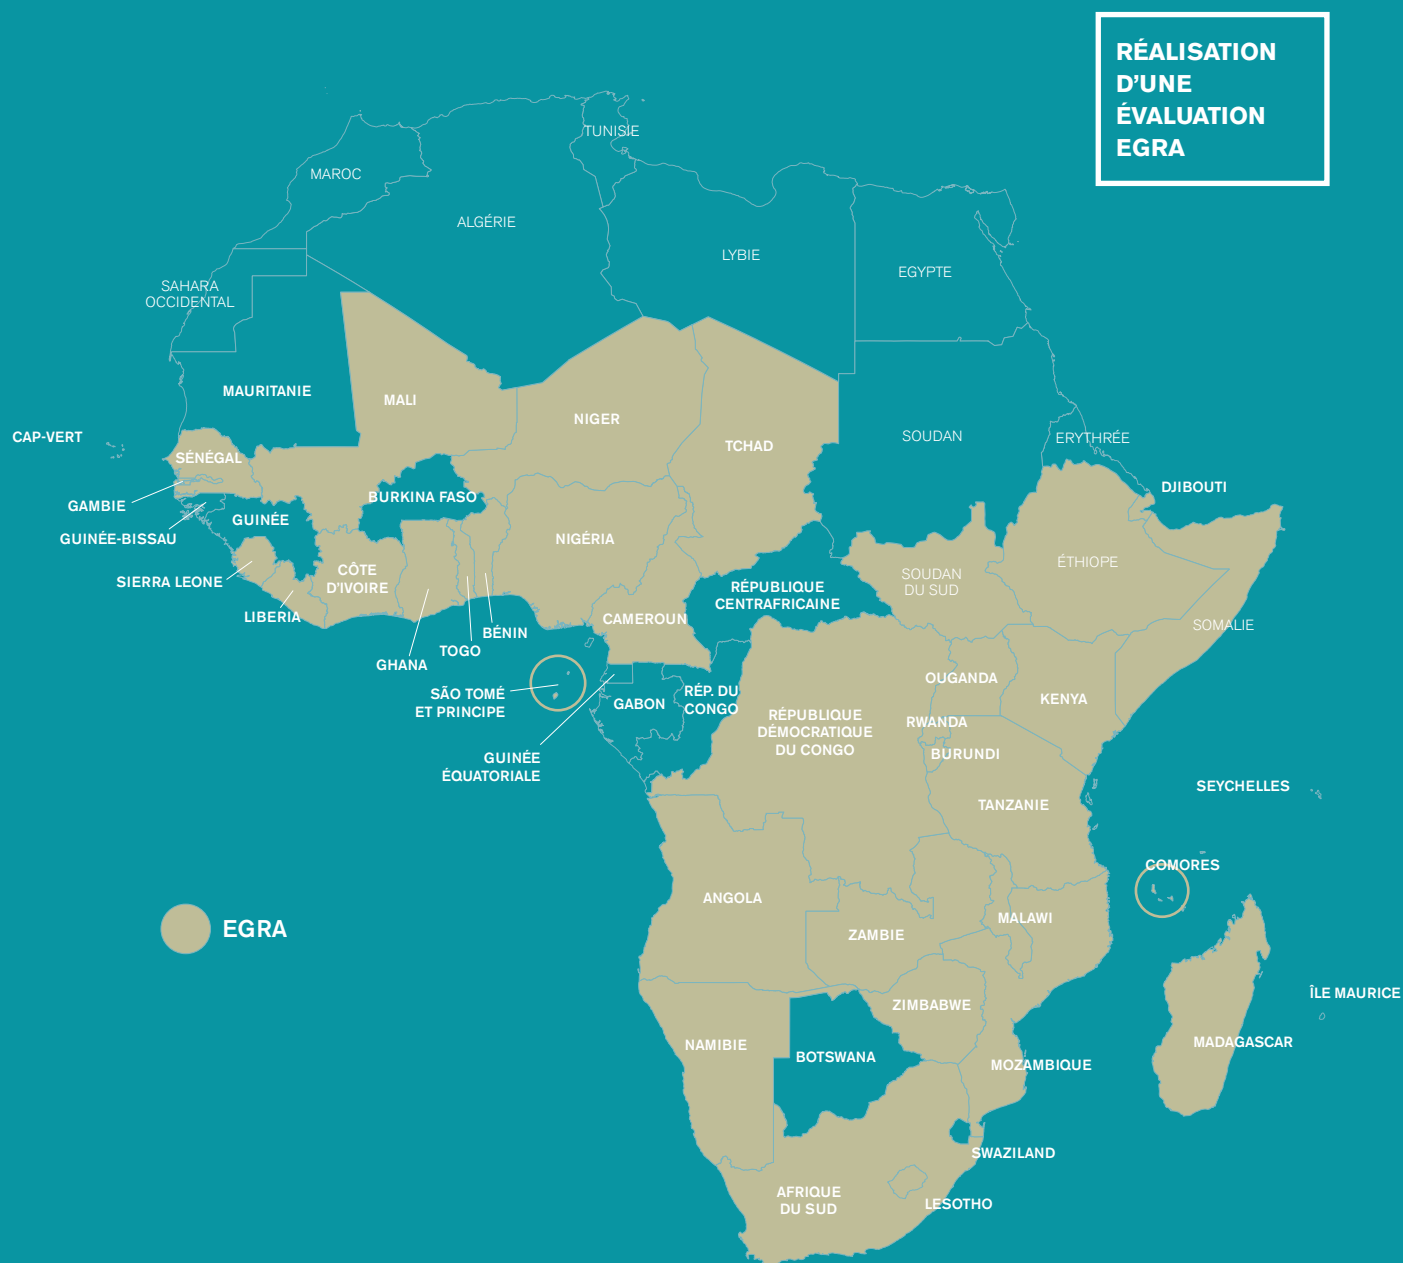 RÉALISATION
D'UNE
ÉVALUATION
EGRA
TUNISIE
MAROC
ALGÉRIE
LYBIE
EGYPTE
SAHARA
OCCIDENTAL
MAURITANIE
MALI
NIGER
TCHAD
SOUDAN
ERYTHRÉE
CAP-VERT
SÉNÉGAL
GAMBIE
GUINÉE-BISSAU
GUINÉE
BURKINA FASO
DJIBOUTI
NIGÉRIA
CÔTE
D'IVOIRE
SIERRA LEONE
LIBERIA
GHANA
TOGO
BÉNIN
CAMEROUN
RÉPUBLIQUE
CENTRAFRICAINE
SOUDAN
DU SUD
ÉTHIOPE
SOMALIE
SÃO TOMÉ
ET PRINCIPE
GUINÉE
ÉQUATORIALE
GABON
RÉP. DU
CONGO
RÉPUBLIQUE
DÉMOCRATIQUE
DU CONGO
OUGANDA
KENYA
RWANDA
BURUNDI
TANZANIE
SEYCHELLES
COMORES
ANGOLA
ZAMBIE
MALAWI
EGRA
ZIMBABWE
NAMIBIE
BOTSWANA
MOZAMBIQUE
MADAGASCAR
ÎLE MAURICE
SWAZILAND
AFRIQUE
DU SUD
LESOTHO